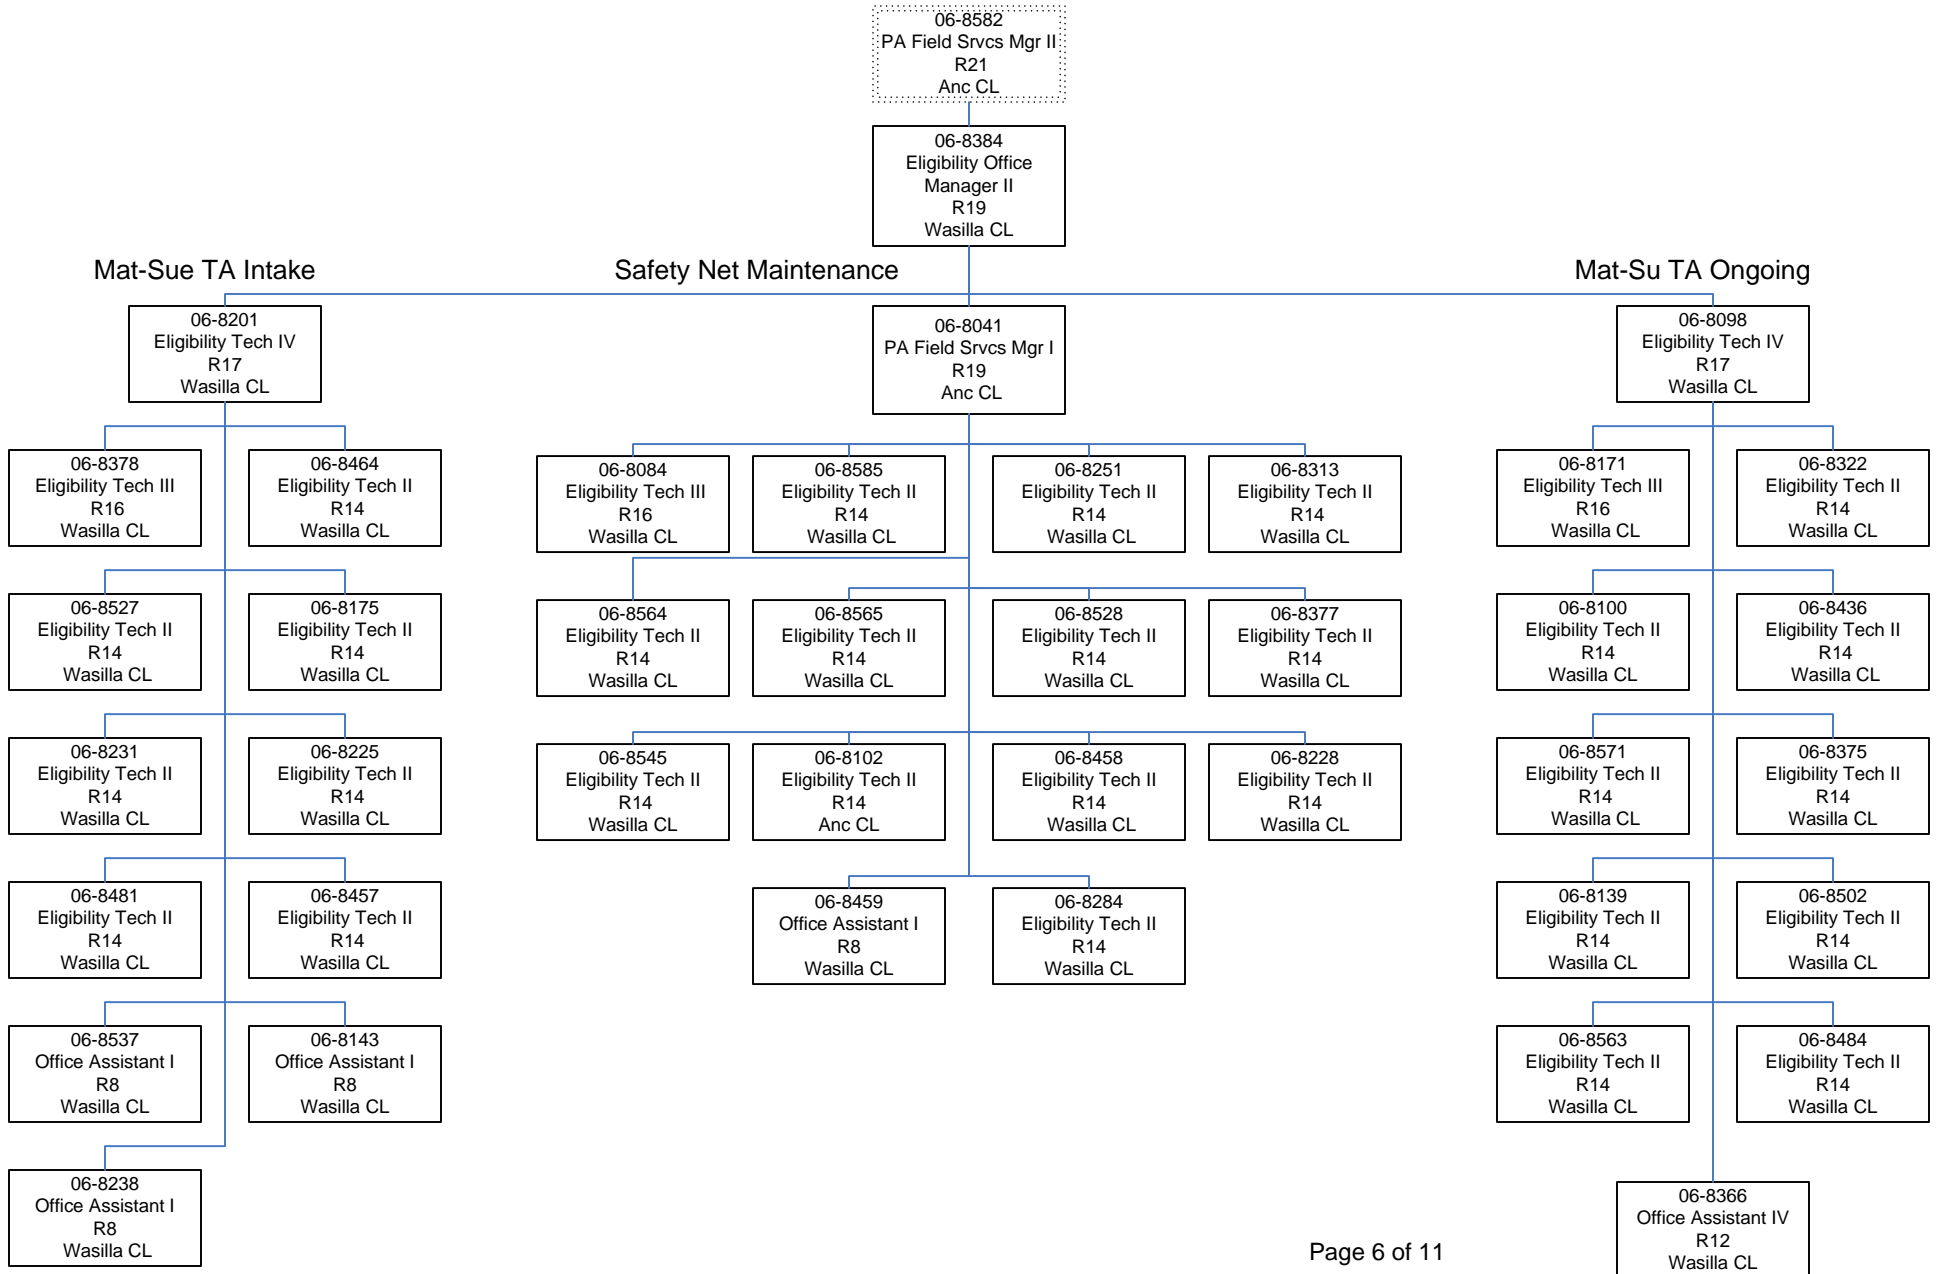 06-8582
PA Field Srvcs Mgr II
R21
Anc CL
06-8384
Eligibility Office
Manager II
R19
Wasilla CL
Mat-Sue TA Intake
Safety Net Maintenance
Mat-Su TA Ongoing
06-8201
Eligibility Tech IV
R17
Wasilla CL
06-8041
PA Field Srvcs Mgr I
R19
Anc CL
06-8098
Eligibility Tech IV
R17
Wasilla CL
06-8378
Eligibility Tech III
R16
Wasilla CL
06-8464
Eligibility Tech II
R14
Wasilla CL
06-8084
Eligibility Tech III
R16
Wasilla CL
06-8585
Eligibility Tech II
R14
Wasilla CL
06-8251
Eligibility Tech II
R14
Wasilla CL
06-8313
Eligibility Tech II
R14
Wasilla CL
06-8171
Eligibility Tech III
R16
Wasilla CL
06-8322
Eligibility Tech II
R14
Wasilla CL
06-8527
Eligibility Tech II
R14
Wasilla CL
06-8175
Eligibility Tech II
R14
Wasilla CL
06-8564
Eligibility Tech II
R14
Wasilla CL
06-8565
Eligibility Tech II
R14
Wasilla CL
06-8528
Eligibility Tech II
R14
Wasilla CL
06-8377
Eligibility Tech II
R14
Wasilla CL
06-8100
Eligibility Tech II
R14
Wasilla CL
06-8436
Eligibility Tech II
R14
Wasilla CL
06-8231
Eligibility Tech II
R14
Wasilla CL
06-8225
Eligibility Tech II
R14
Wasilla CL
06-8545
Eligibility Tech II
R14
Wasilla CL
06-8102
Eligibility Tech II
R14
Anc CL
06-8458
Eligibility Tech II
R14
Wasilla CL
06-8228
Eligibility Tech II
R14
Wasilla CL
06-8571
Eligibility Tech II
R14
Wasilla CL
06-8375
Eligibility Tech II
R14
Wasilla CL
06-8481
Eligibility Tech II
R14
Wasilla CL
06-8457
Eligibility Tech II
R14
Wasilla CL
06-8459
Office Assistant I
R8
Wasilla CL
06-8284
Eligibility Tech II
R14
Wasilla CL
06-8139
Eligibility Tech II
R14
Wasilla CL
06-8502
Eligibility Tech II
R14
Wasilla CL
06-8537
Office Assistant I
R8
Wasilla CL
06-8143
Office Assistant I
R8
Wasilla CL
06-8563
Eligibility Tech II
R14
Wasilla CL
06-8484
Eligibility Tech II
R14
Wasilla CL
06-8238
Office Assistant I
R8
Wasilla CL
06-8366
Office Assistant IV
R12
Wasilla CL
Page 6 of 11